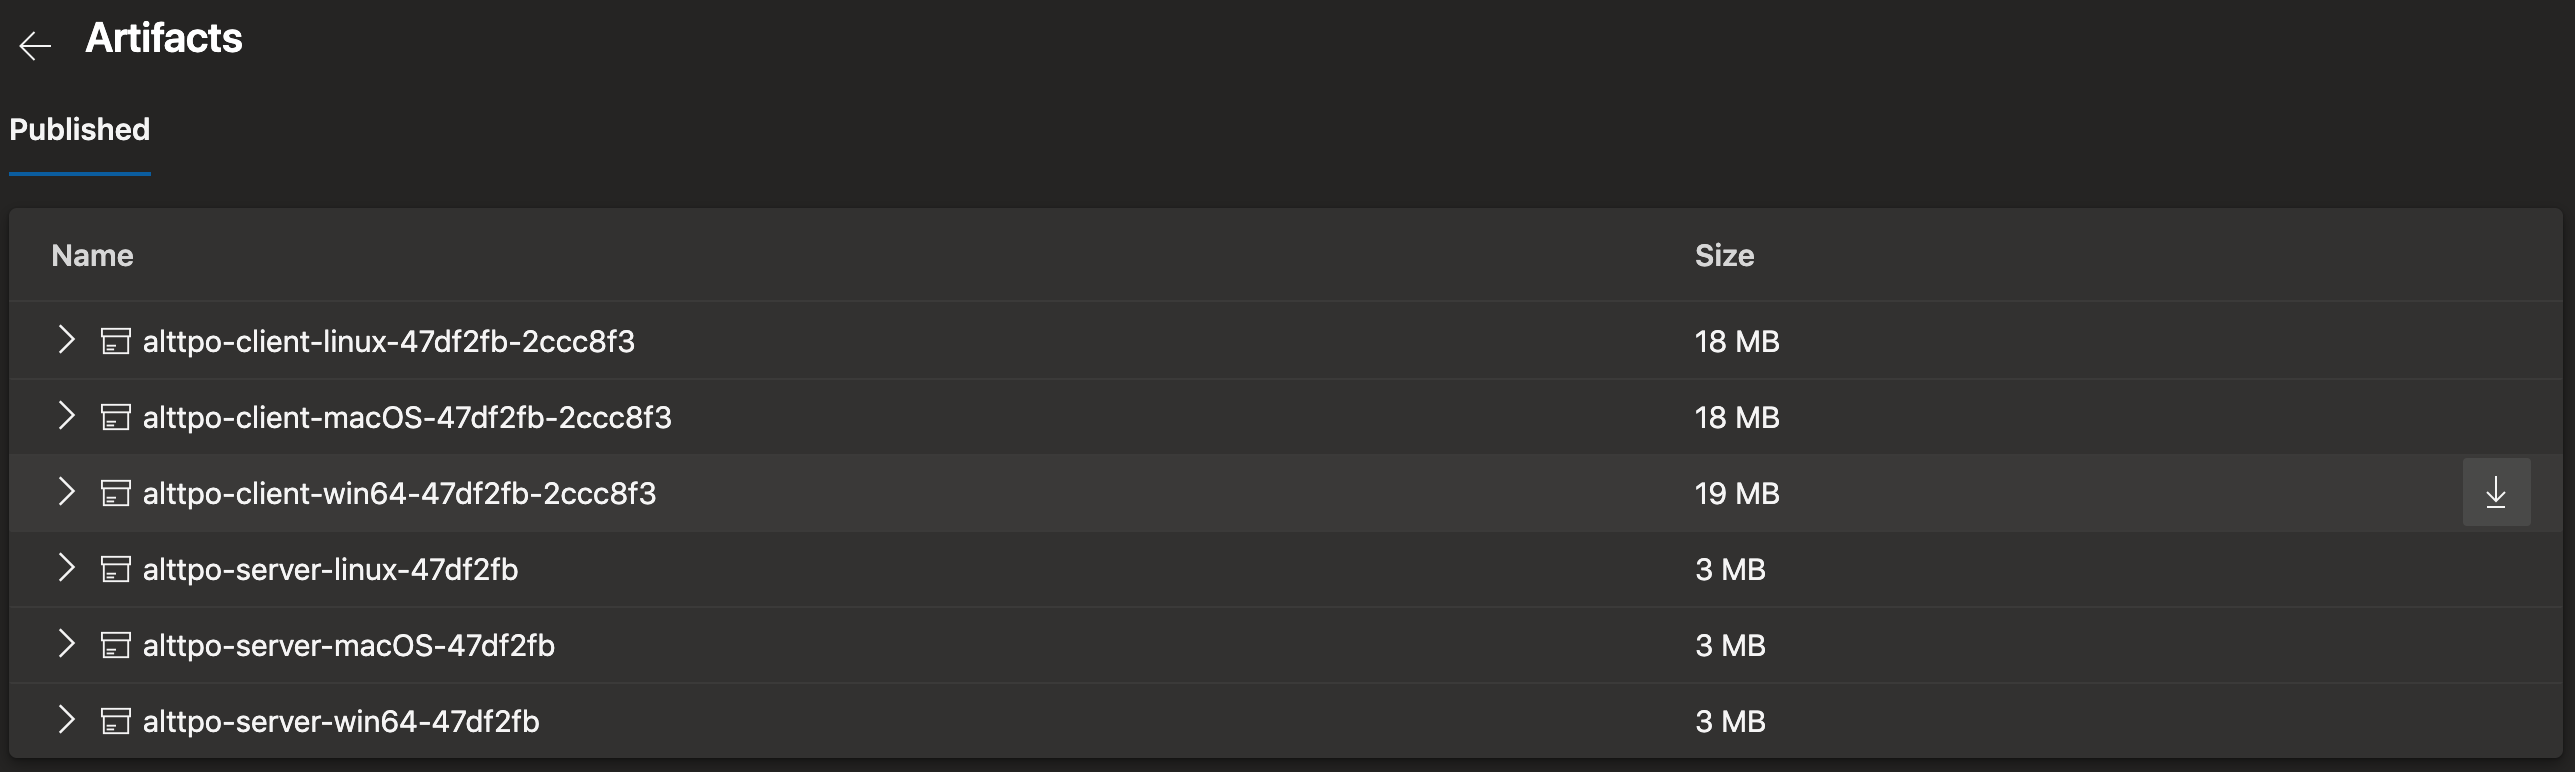 Artifacts
Published
Name Size
alttpo-client-linux-47df2fb-2ccc8f3 18 MB
alttpo-client-macOS-47df2fb-2ccc8f3 18 MB
alttpo-client-win64-47df2fb-2ccc8f3 19 MB
alttpo-server-linux-47df2fb 3 MB
alttpo-server-macOS-47df2fb 3 MB
alttpo-server-win64-47df2fb 3 MB